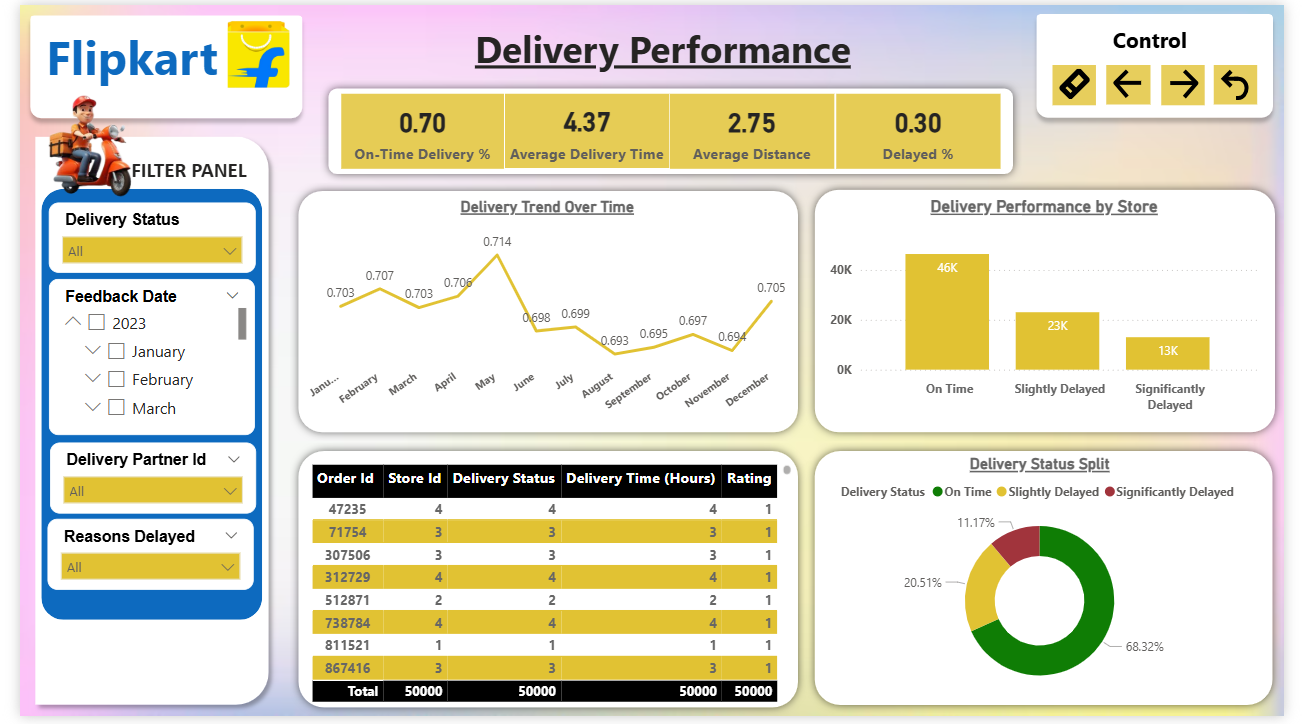 Flipkart
Delivery Performance
Control
0.70
On-Time Delivery %
4.37
Average Delivery Time
2.75
Average Distance
0.30
Delayed %
FILTER PANEL
Delivery Status
All
Feedback Date
2023
January
February
March
Delivery Partner Id
All
Reasons Delayed
All
Delivery Trend Over Time
0.703
0.707
0.703
0.706
0.714
0.698
0.699
0.693
0.695
0.697
0.694
0.705
Janu...
February
March
April
May
June
July
August
September
October
November
December
Delivery Performance by Store
40K
20K
0K
46K
23K
13K
On Time
Slightly Delayed
Significantly
Delayed
Order Id Store Id Delivery Status Delivery Time (Hours) Rating
47235 4 4 4 1
71754 3 3 3 1
307506 3 3 3 1
312729 4 4 4 1
512871 2 2 2 1
738784 4 4 4 1
811521 1 1 1 1
867416 3 3 3 1
Total 50000 50000 50000 50000
Delivery Status Split
Delivery Status On Time Slightly Delayed Significantly Delayed
11.17%
20.51%
68.32%